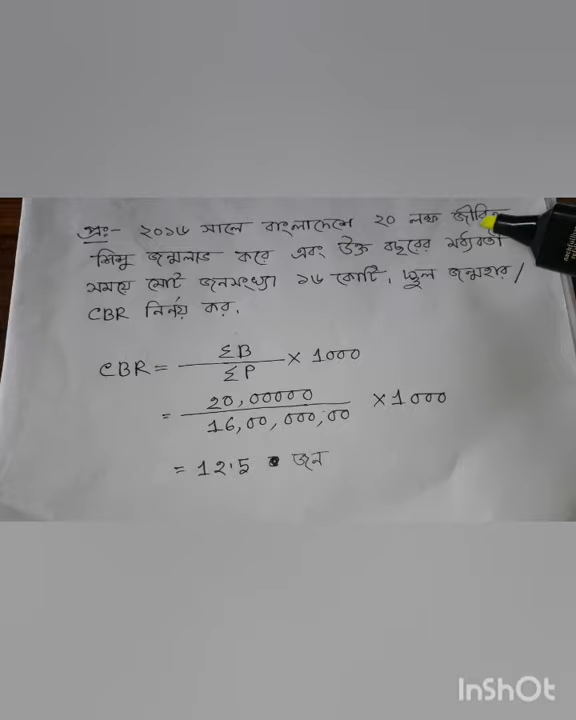 প্রঃ- ২০১৬ সালে বাংলাদেশে ২০ লক্ষ জীবিত
শিশু জন্মলাভ করে এবং উক্ত বছরের মধ্যবর্তী
সময়ে মোট জনসংখ্যা ১৬ কোটি. স্থুল জন্মহার/
CBR নির্নয় কর.
CBR = ΣB / ΣP × 1000
= 20,00000 / 16,00,000,00 × 1000
= 12.5 জন
InShOt